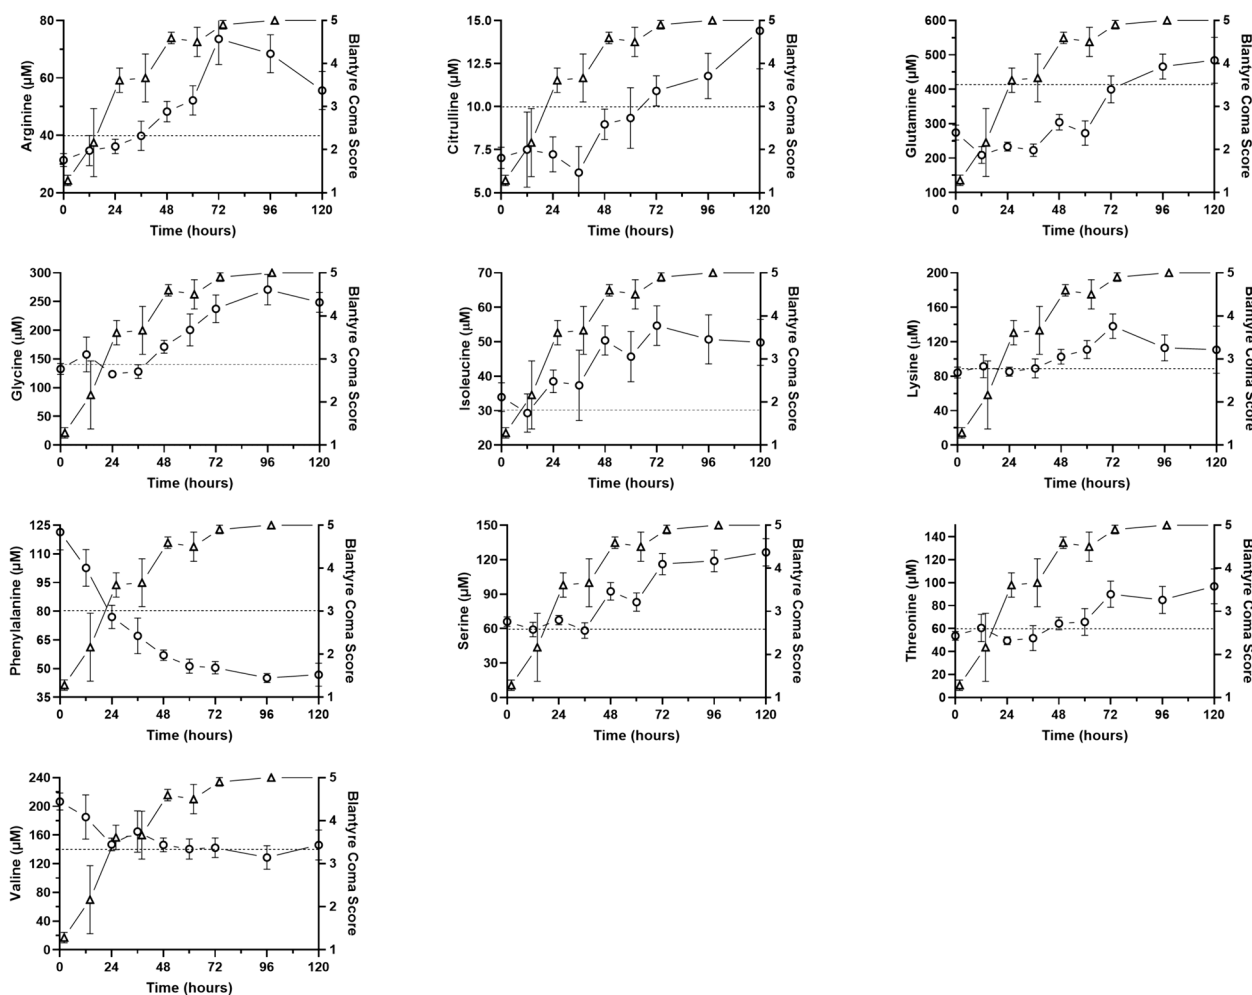 Arginine (µM)
80
60
40
20
0 24 48 72 96 120
Time (hours)
5
4
3
2
1
Blantyre Coma Score
Citrulline (µM)
15.0
12.5
10.0
7.5
5.0
0 24 48 72 96 120
Time (hours)
5
4
3
2
1
Blantyre Coma Score
Glutamine (µM)
600
500
400
300
200
100
0 24 48 72 96 120
Time (hours)
5
4
3
2
1
Blantyre Coma Score
Glycine (µM)
300
250
200
150
100
50
0
0 24 48 72 96 120
Time (hours)
5
4
3
2
1
Blantyre Coma Score
Isoleucine (µM)
70
60
50
40
30
20
0 24 48 72 96 120
Time (hours)
5
4
3
2
1
Blantyre Coma Score
Lysine (µM)
200
160
120
80
40
0
0 24 48 72 96 120
Time (hours)
5
4
3
2
1
Blantyre Coma Score
Phenylalanine (µM)
125
110
95
80
65
50
35
0 24 48 72 96 120
Time (hours)
5
4
3
2
1
Blantyre Coma Score
Serine (µM)
150
120
90
60
30
0
0 24 48 72 96 120
Time (hours)
5
4
3
2
1
Blantyre Coma Score
Threonine (µM)
140
120
100
80
60
40
20
0
0 24 48 72 96 120
Time (hours)
5
4
3
2
1
Blantyre Coma Score
Valine (µM)
240
200
160
120
80
40
0
0 24 48 72 96 120
Time (hours)
5
4
3
2
1
Blantyre Coma Score